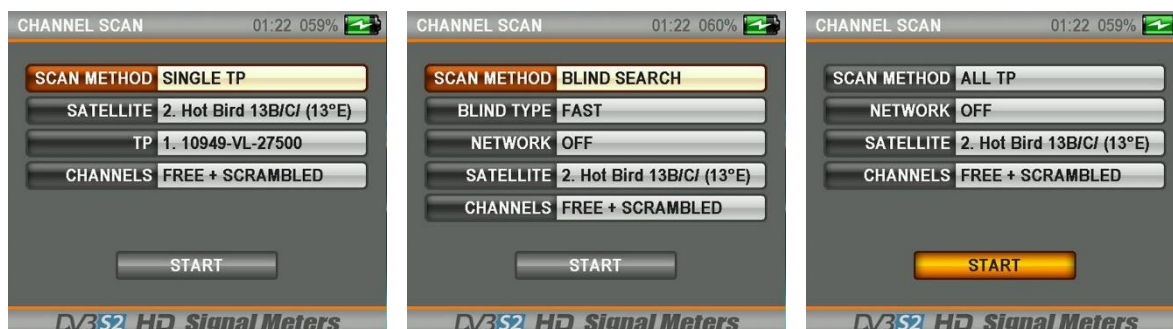 CHANNEL SCAN 01:22 059%
SCAN METHOD SINGLE TP
SATELLITE 2. Hot Bird 13B/C/ (13°E)
TP 1. 10949-VL-27500
CHANNELS FREE + SCRAMBLED
START
DVBS2 HD Signal Meters
CHANNEL SCAN 01:22 060%
SCAN METHOD BLIND SEARCH
BLIND TYPE FAST
NETWORK OFF
SATELLITE 2. Hot Bird 13B/C/ (13°E)
CHANNELS FREE + SCRAMBLED
START
DVBS2 HD Signal Meters
CHANNEL SCAN 01:22 059%
SCAN METHOD ALL TP
NETWORK OFF
SATELLITE 2. Hot Bird 13B/C/ (13°E)
CHANNELS FREE + SCRAMBLED
START
DVBS2 HD Signal Meters